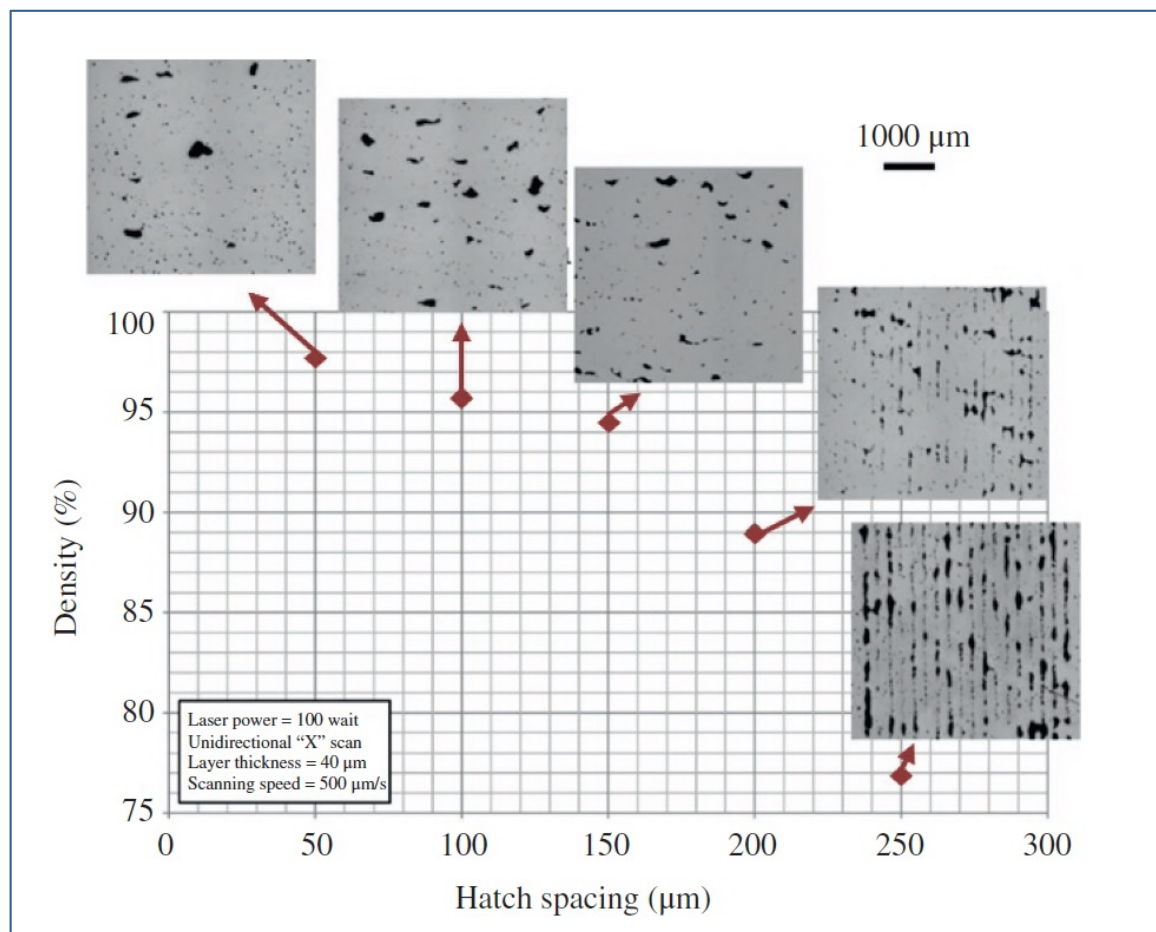 1000 µm
100
95
90
85
80
75
Density (%)
Laser power = 100 wait
Unidirectional “X” scan
Layer thickness = 40 µm
Scanning speed = 500 µm/s
0 50 100 150 200 250 300
Hatch spacing (µm)